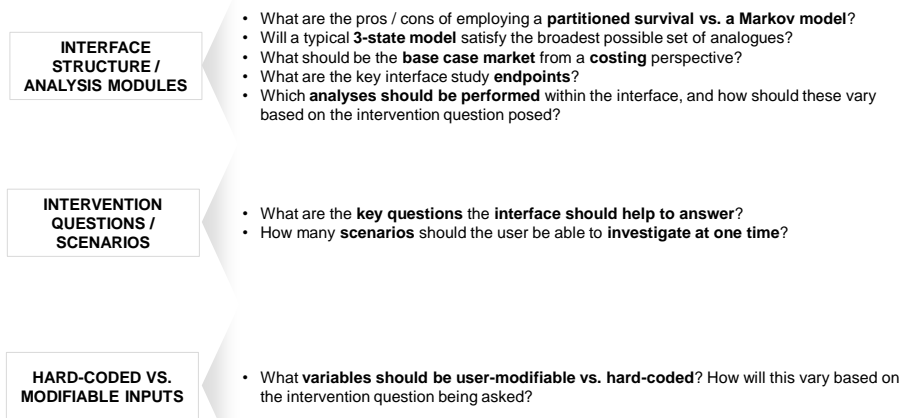 INTERFACE
STRUCTURE /
ANALYSIS MODULES
• What are the pros / cons of employing a partitioned survival vs. a Markov model?
• Will a typical 3-state model satisfy the broadest possible set of analogues?
• What should be the base case market from a costing perspective?
• What are the key interface study endpoints?
• Which analyses should be performed within the interface, and how should these vary
based on the intervention question posed?
INTERVENTION
QUESTIONS /
SCENARIOS
• What are the key questions the interface should help to answer?
• How many scenarios should the user be able to investigate at one time?
HARD-CODED VS.
MODIFIABLE INPUTS
• What variables should be user-modifiable vs. hard-coded? How will this vary based on
the intervention question being asked?